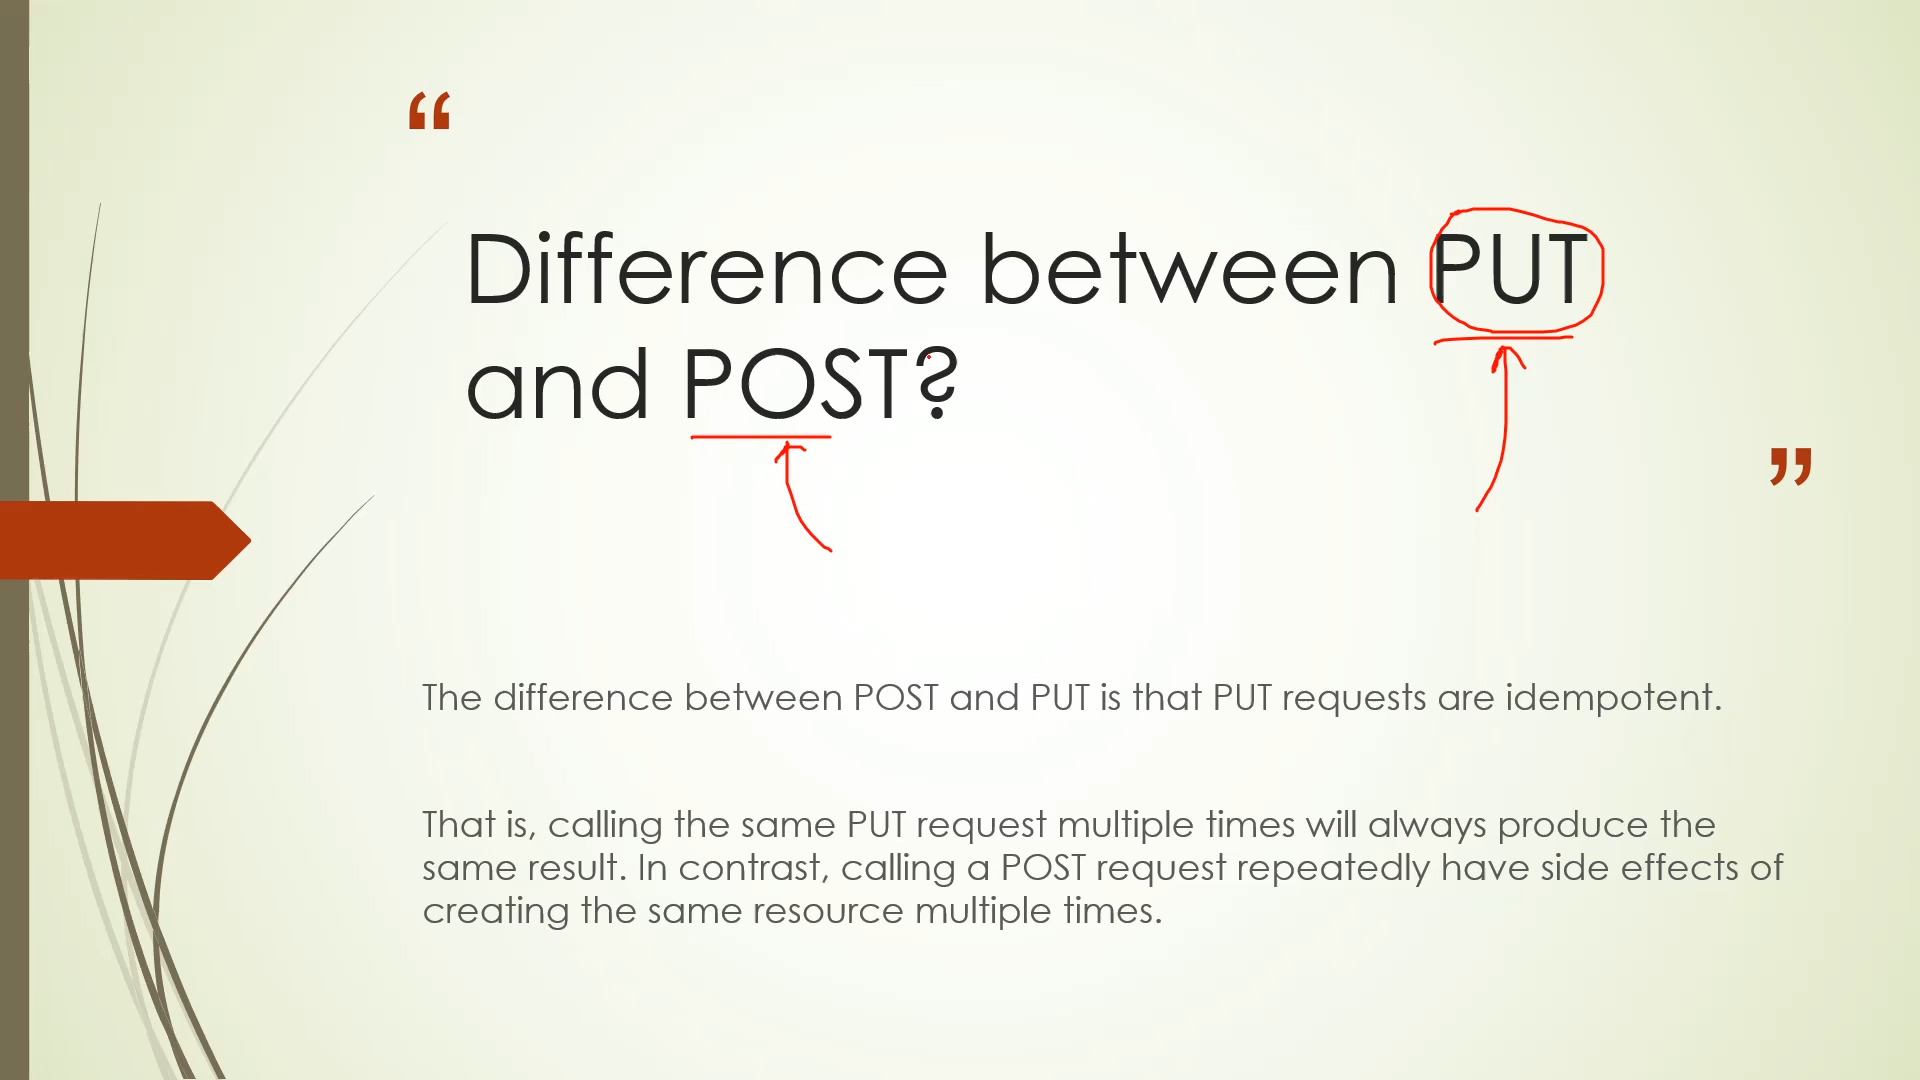 “
Difference between PUT
and POST?
”
The difference between POST and PUT is that PUT requests are idempotent.
That is, calling the same PUT request multiple times will always produce the
same result. In contrast, calling a POST request repeatedly have side effects of
creating the same resource multiple times.